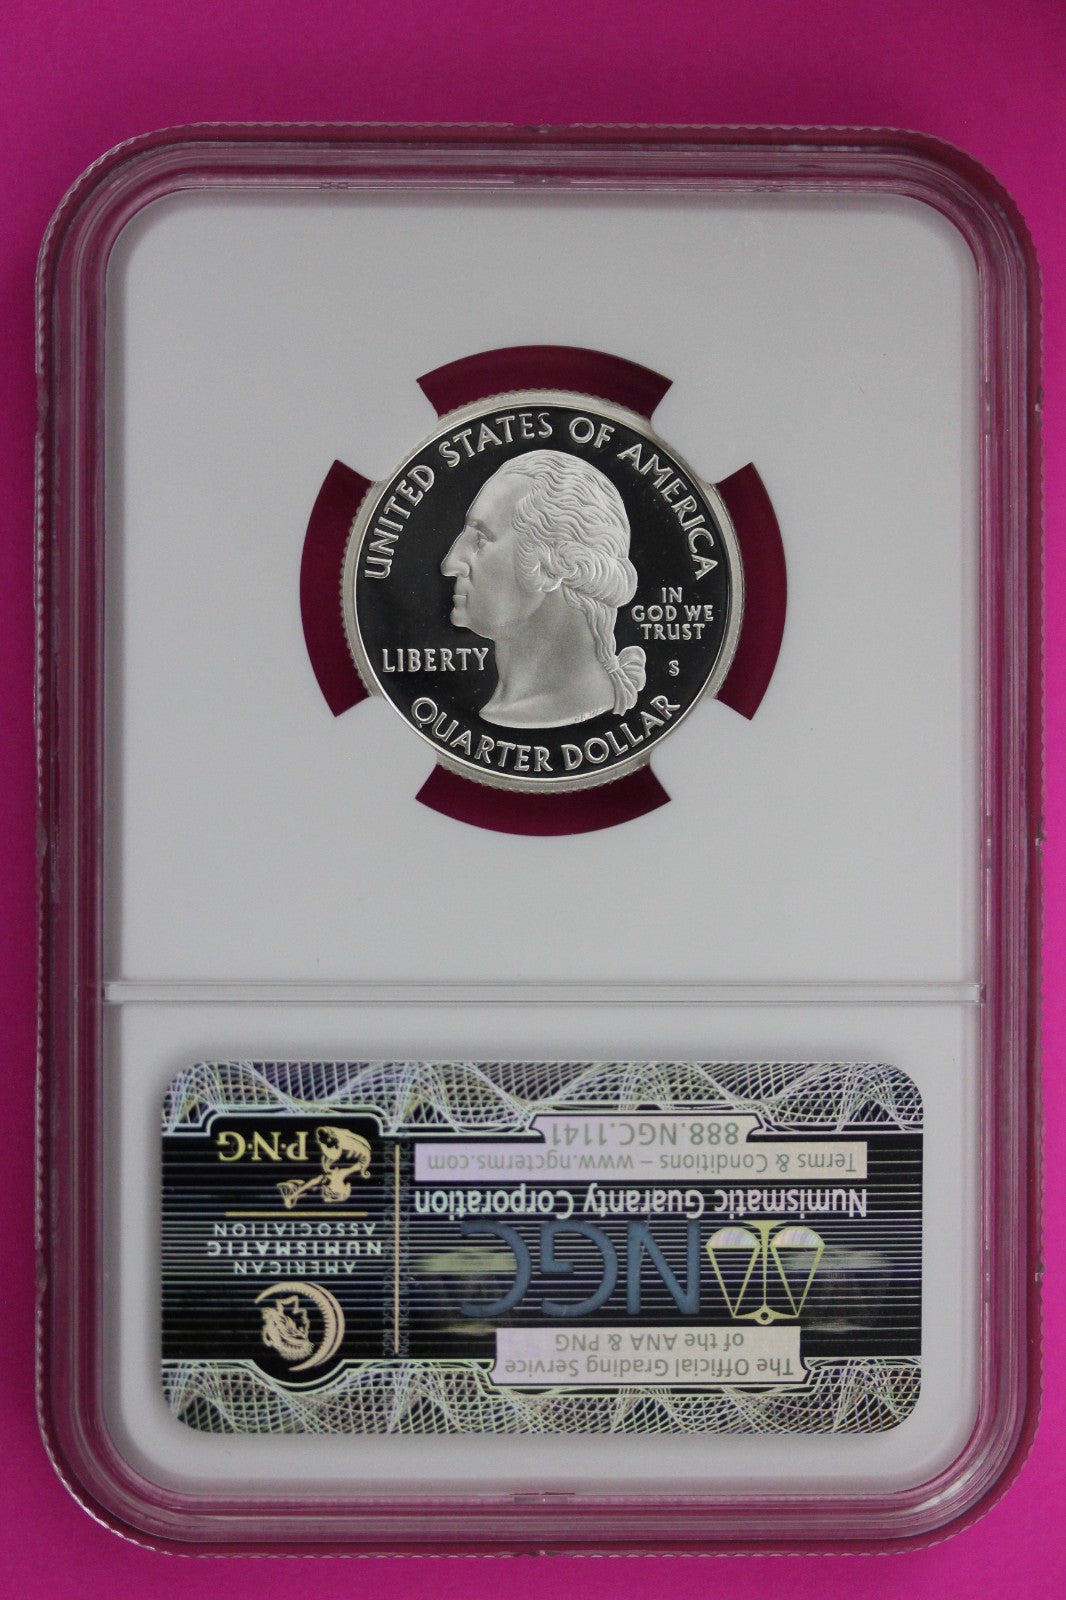 UNITED STATES OF AMERICA
IN
GOD WE
TRUST
LIBERTY
S
QUARTER DOLLAR
The Official Grading Service
of the ANA & PNG
NGC
Numismatic Guaranty Corporation
Terms & Conditions – www.ngcterms.com
888.NGC.1141
AMERICAN
NUMISMATIC
ASSOCIATION
P·N·G